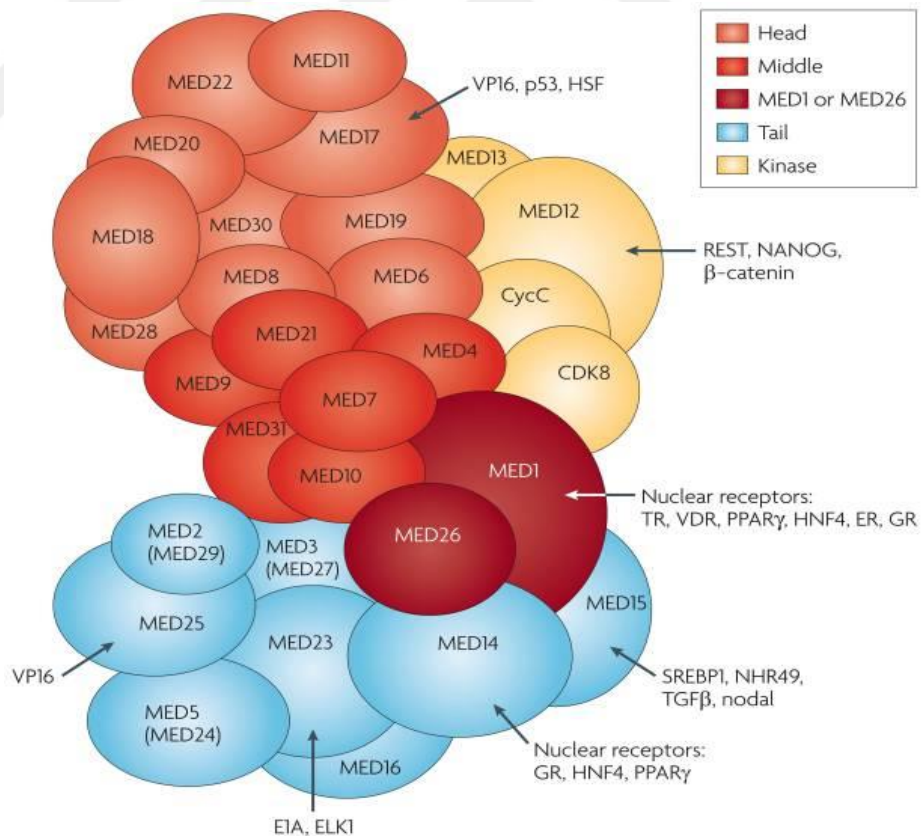 MED11
MED22
MED17
VP16, p53, HSF
MED20
MED13
MED18
MED30
MED19
MED12
REST, NANOG,
β-catenin
MED8
MED6
CycC
MED28
MED21
MED4
MED9
MED7
CDK8
MED31
MED10
MED1
Nuclear receptors:
TR, VDR, PPARγ, HNF4, ER, GR
MED26
MED2
(MED29)
MED3
(MED27)
MED25
MED23
MED14
MED15
VP16
SREBP1, NHR49,
TGFβ, nodal
MED5
(MED24)
MED16
Nuclear receptors:
GR, HNF4, PPARγ
E1A, ELK1
Head
Middle
MED1 or MED26
Tail
Kinase